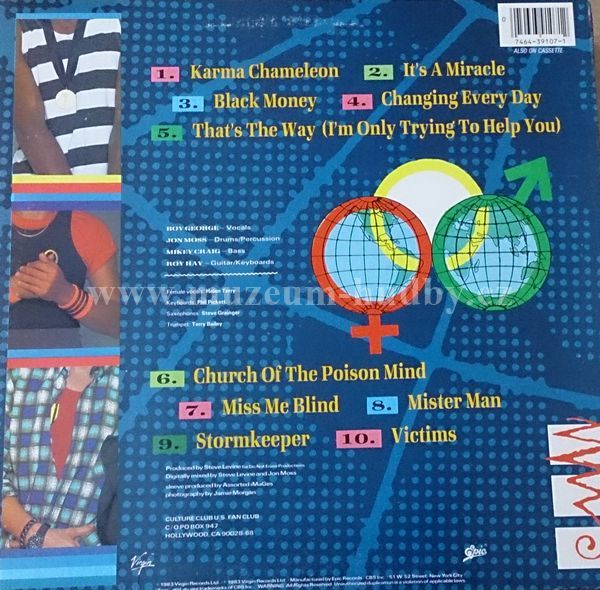 7464-39107-1
ALSO ON CASSETTE
1. Karma Chameleon 2. It's A Miracle
3. Black Money 4. Changing Every Day
5. That's The Way (I'm Only Trying To Help You)
BOY GEORGE – Vocals
JON MOSS – Drums/Percussion
MIKEY CRAIG – Bass
ROY HAY – Guitar/Keyboards
Female vocals: Helen Terry
Keyboards: Phil Pickett
Saxophones: Steve Grainger
Trumpet: Terry Bailey
6. Church Of The Poison Mind
7. Miss Me Blind 8. Mister Man
9. Stormkeeper 10. Victims
Produced by Steve Levine
Digitally mixed by Steve Levine and Jon Moss
sleeve produced by Assorted iMaGes
photography by Jamie Morgan
CULTURE CLUB U.S. FAN CLUB
C/O PO BOX 947
HOLLYWOOD, CA 90028-68
Virgin
Epic